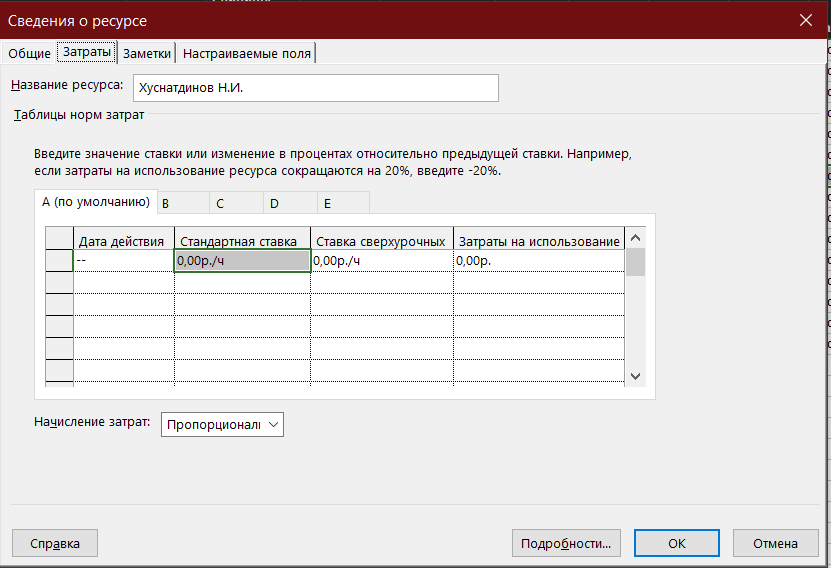 Сведения о ресурсе
Общие Затраты Заметки Настраиваемые поля
Название ресурса: Хуснатдинов Н.И.
Таблицы норм затрат
Введите значение ставки или изменение в процентах относительно предыдущей ставки. Например,
если затраты на использование ресурса сокращаются на 20%, введите -20%.
A (по умолчанию) B C D E
Дата действия Стандартная ставка Ставка сверхурочных Затраты на использование
-- 0,00р./ч 0,00р./ч 0,00р.
Начисление затрат: Пропорционалı
Справка Подробности... ОК Отмена